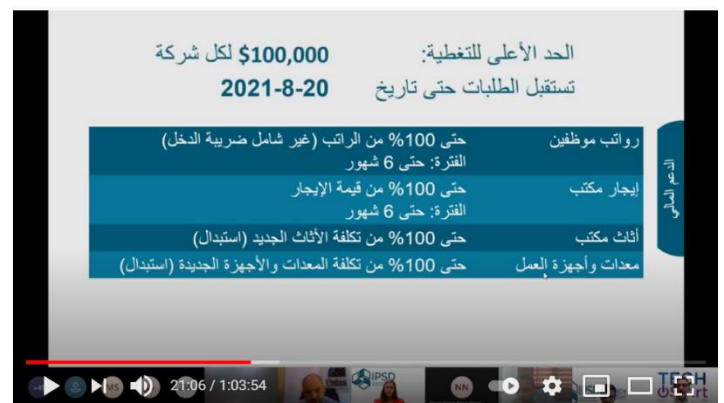 الحد الأعلى للتغطية: $100,000 لكل شركة
تستقبل الطلبات حتى تاريخ 2021-8-20
الدعم المالي
رواتب موظفين حتى 100% من الراتب (غير شامل ضريبة الدخل)
الفترة: حتى 6 شهور
إيجار مكتب حتى 100% من قيمة الإيجار
الفترة: حتى 6 شهور
أثاث مكتب حتى 100% من تكلفة الأثاث الجديد (استبدال)
معدات وأجهزة العمل حتى 100% من تكلفة المعدات والأجهزة الجديدة (استبدال)
21:06 / 1:03:54
MS
IPSD
NN
TECH